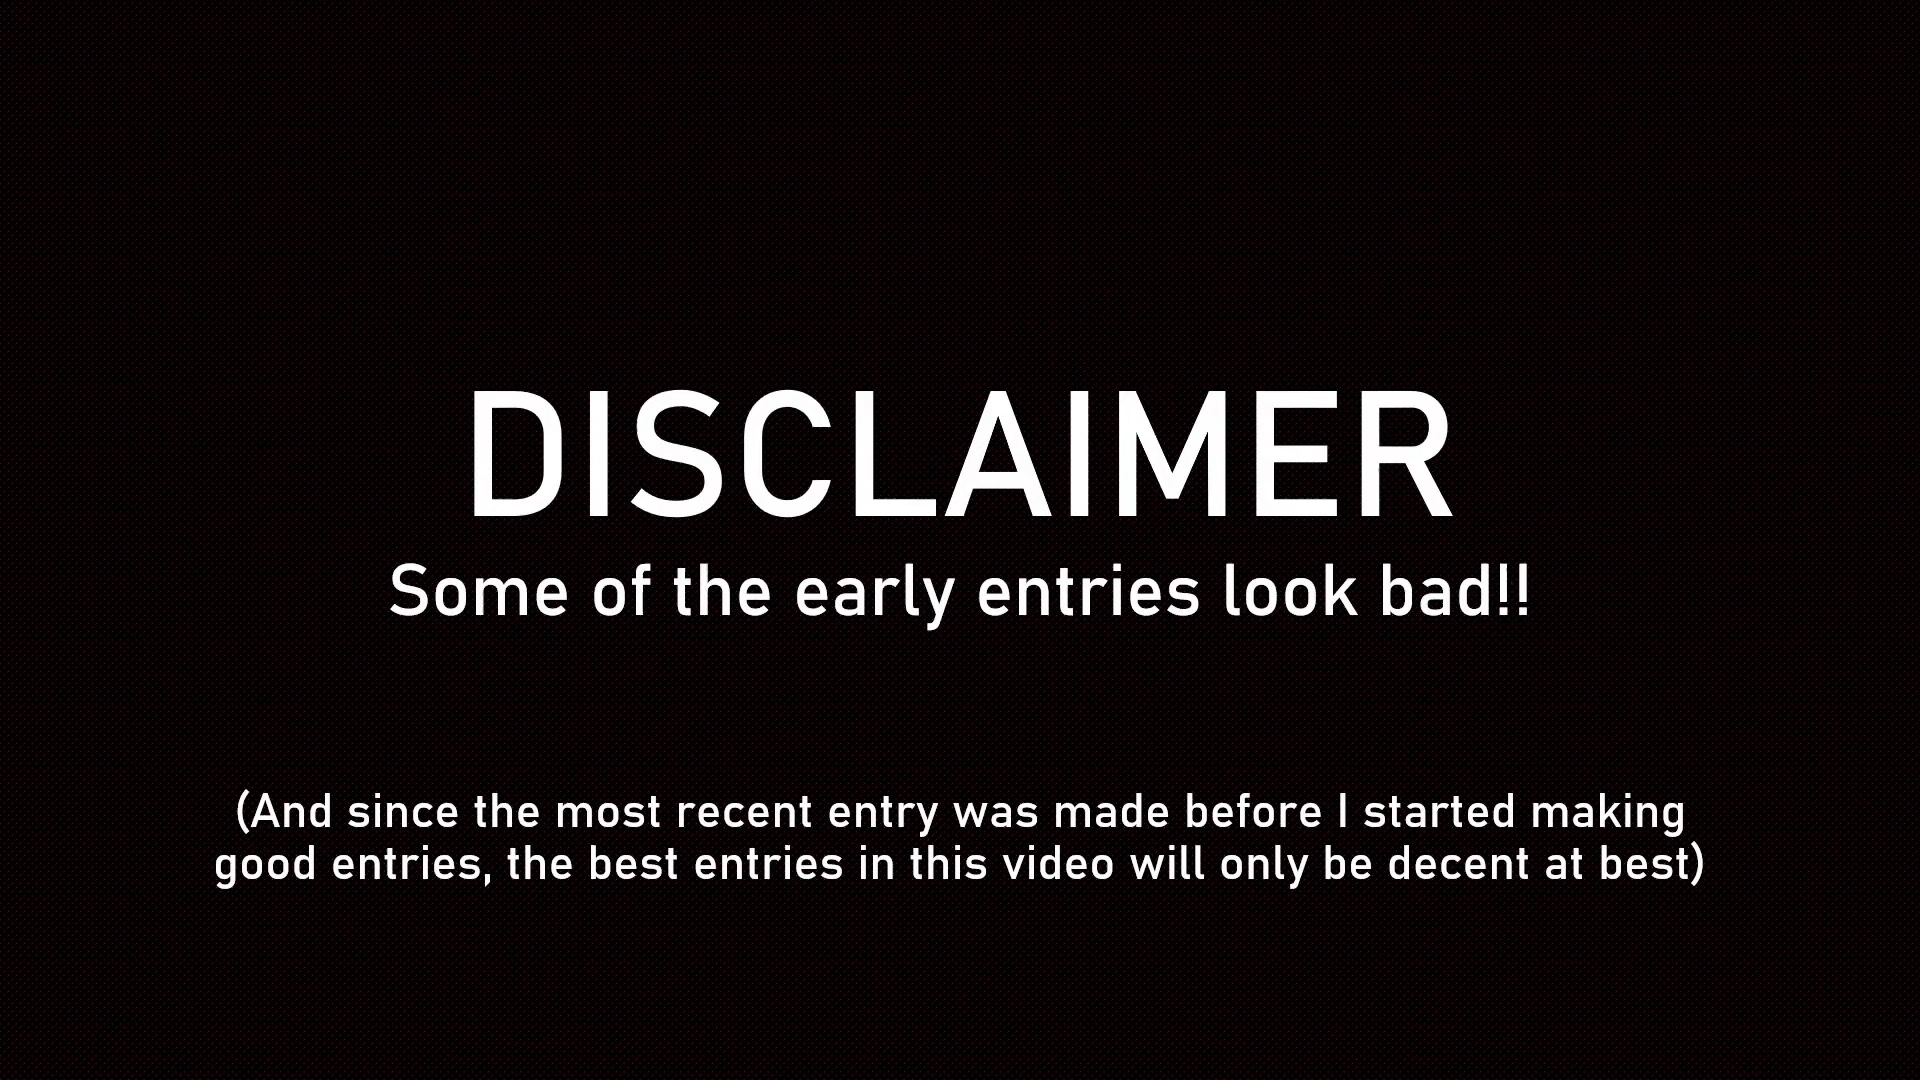 DISCLAIMER
Some of the early entries look bad!!
(And since the most recent entry was made before I started making
good entries, the best entries in this video will only be decent at best)